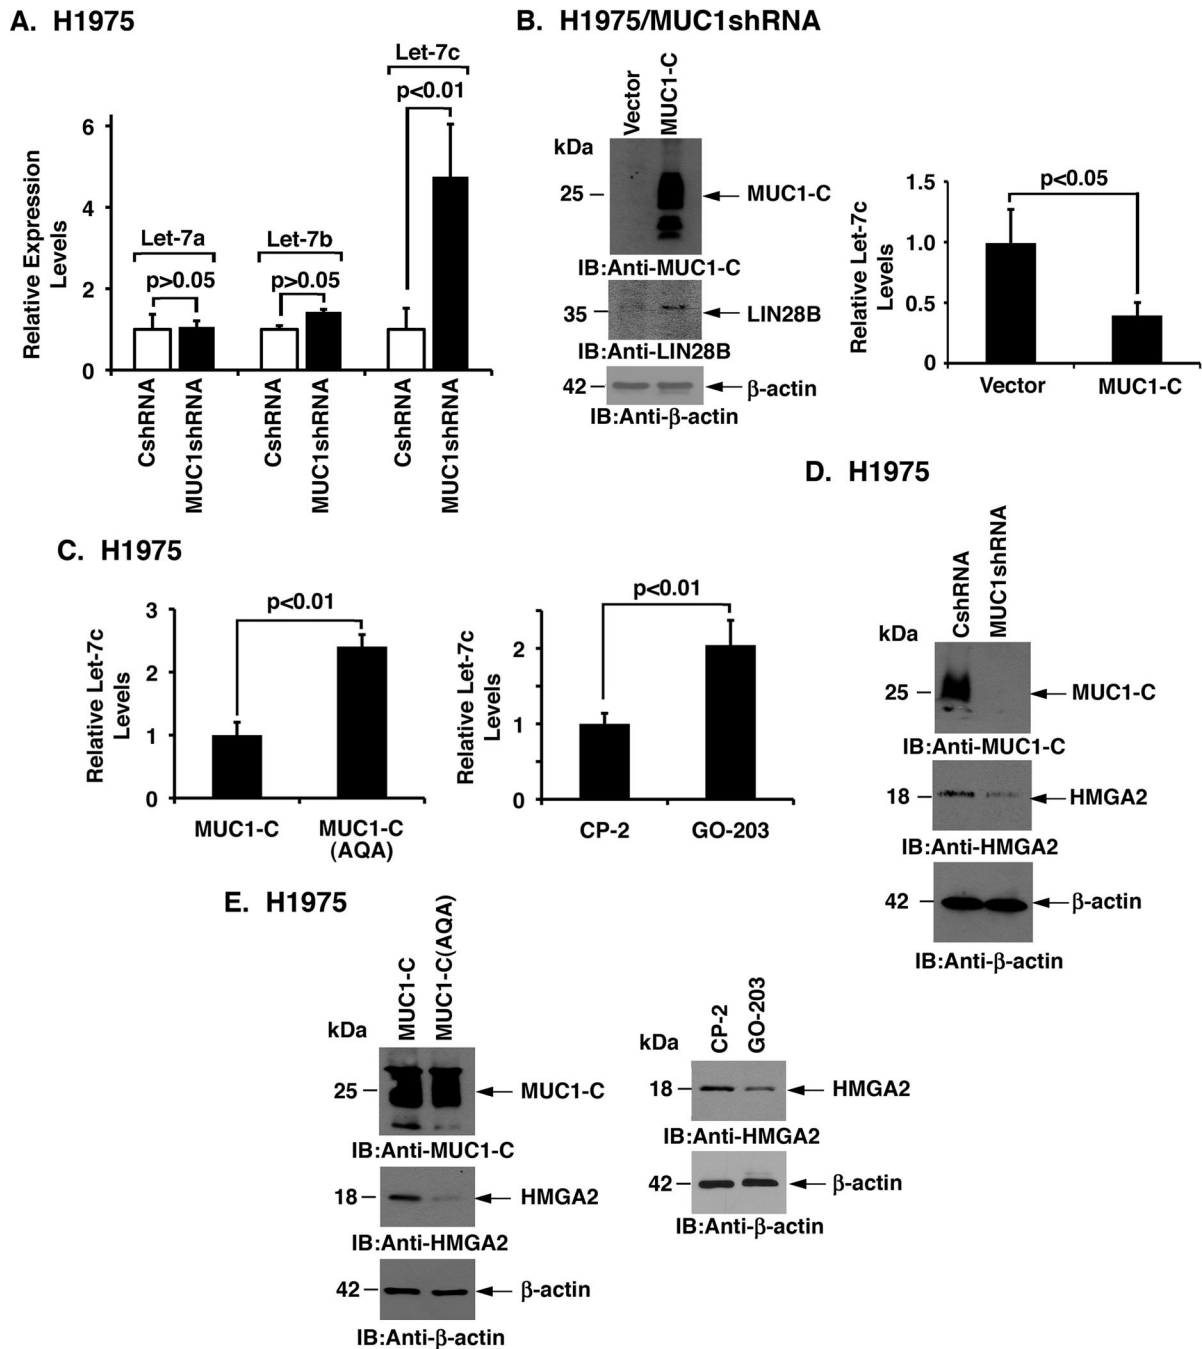 A. H1975
Relative Expression
Levels
6
4
2
0
Let-7a
p>0.05
Let-7b
p>0.05
Let-7c
p<0.01
CshRNA
MUC1shRNA
CshRNA
MUC1shRNA
CshRNA
MUC1shRNA
B. H1975/MUC1shRNA
Vector
MUC1-C
kDa
25
MUC1-C
IB:Anti-MUC1-C
35
LIN28B
IB:Anti-LIN28B
42
β-actin
IB:Anti-β-actin
Relative Let-7c
Levels
1.5
1.0
0.5
0
p<0.05
Vector
MUC1-C
C. H1975
Relative Let-7c
Levels
3
2
1
0
p<0.01
MUC1-C
MUC1-C
(AQA)
Relative Let-7c
Levels
2
1
0
p<0.01
CP-2
GO-203
D. H1975
CshRNA
MUC1shRNA
kDa
25
MUC1-C
IB:Anti-MUC1-C
18
HMGA2
IB:Anti-HMGA2
42
β-actin
IB:Anti-β-actin
E. H1975
MUC1-C
MUC1-C(AQA)
kDa
25
MUC1-C
IB:Anti-MUC1-C
18
HMGA2
IB:Anti-HMGA2
42
β-actin
IB:Anti-β-actin
CP-2
GO-203
kDa
18
HMGA2
IB:Anti-HMGA2
42
β-actin
IB:Anti-β-actin